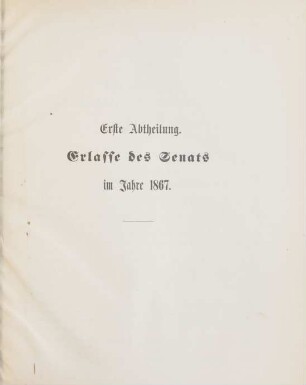 Erste Abtheilung.
Erlasse des Senats
im Jahre 1867.